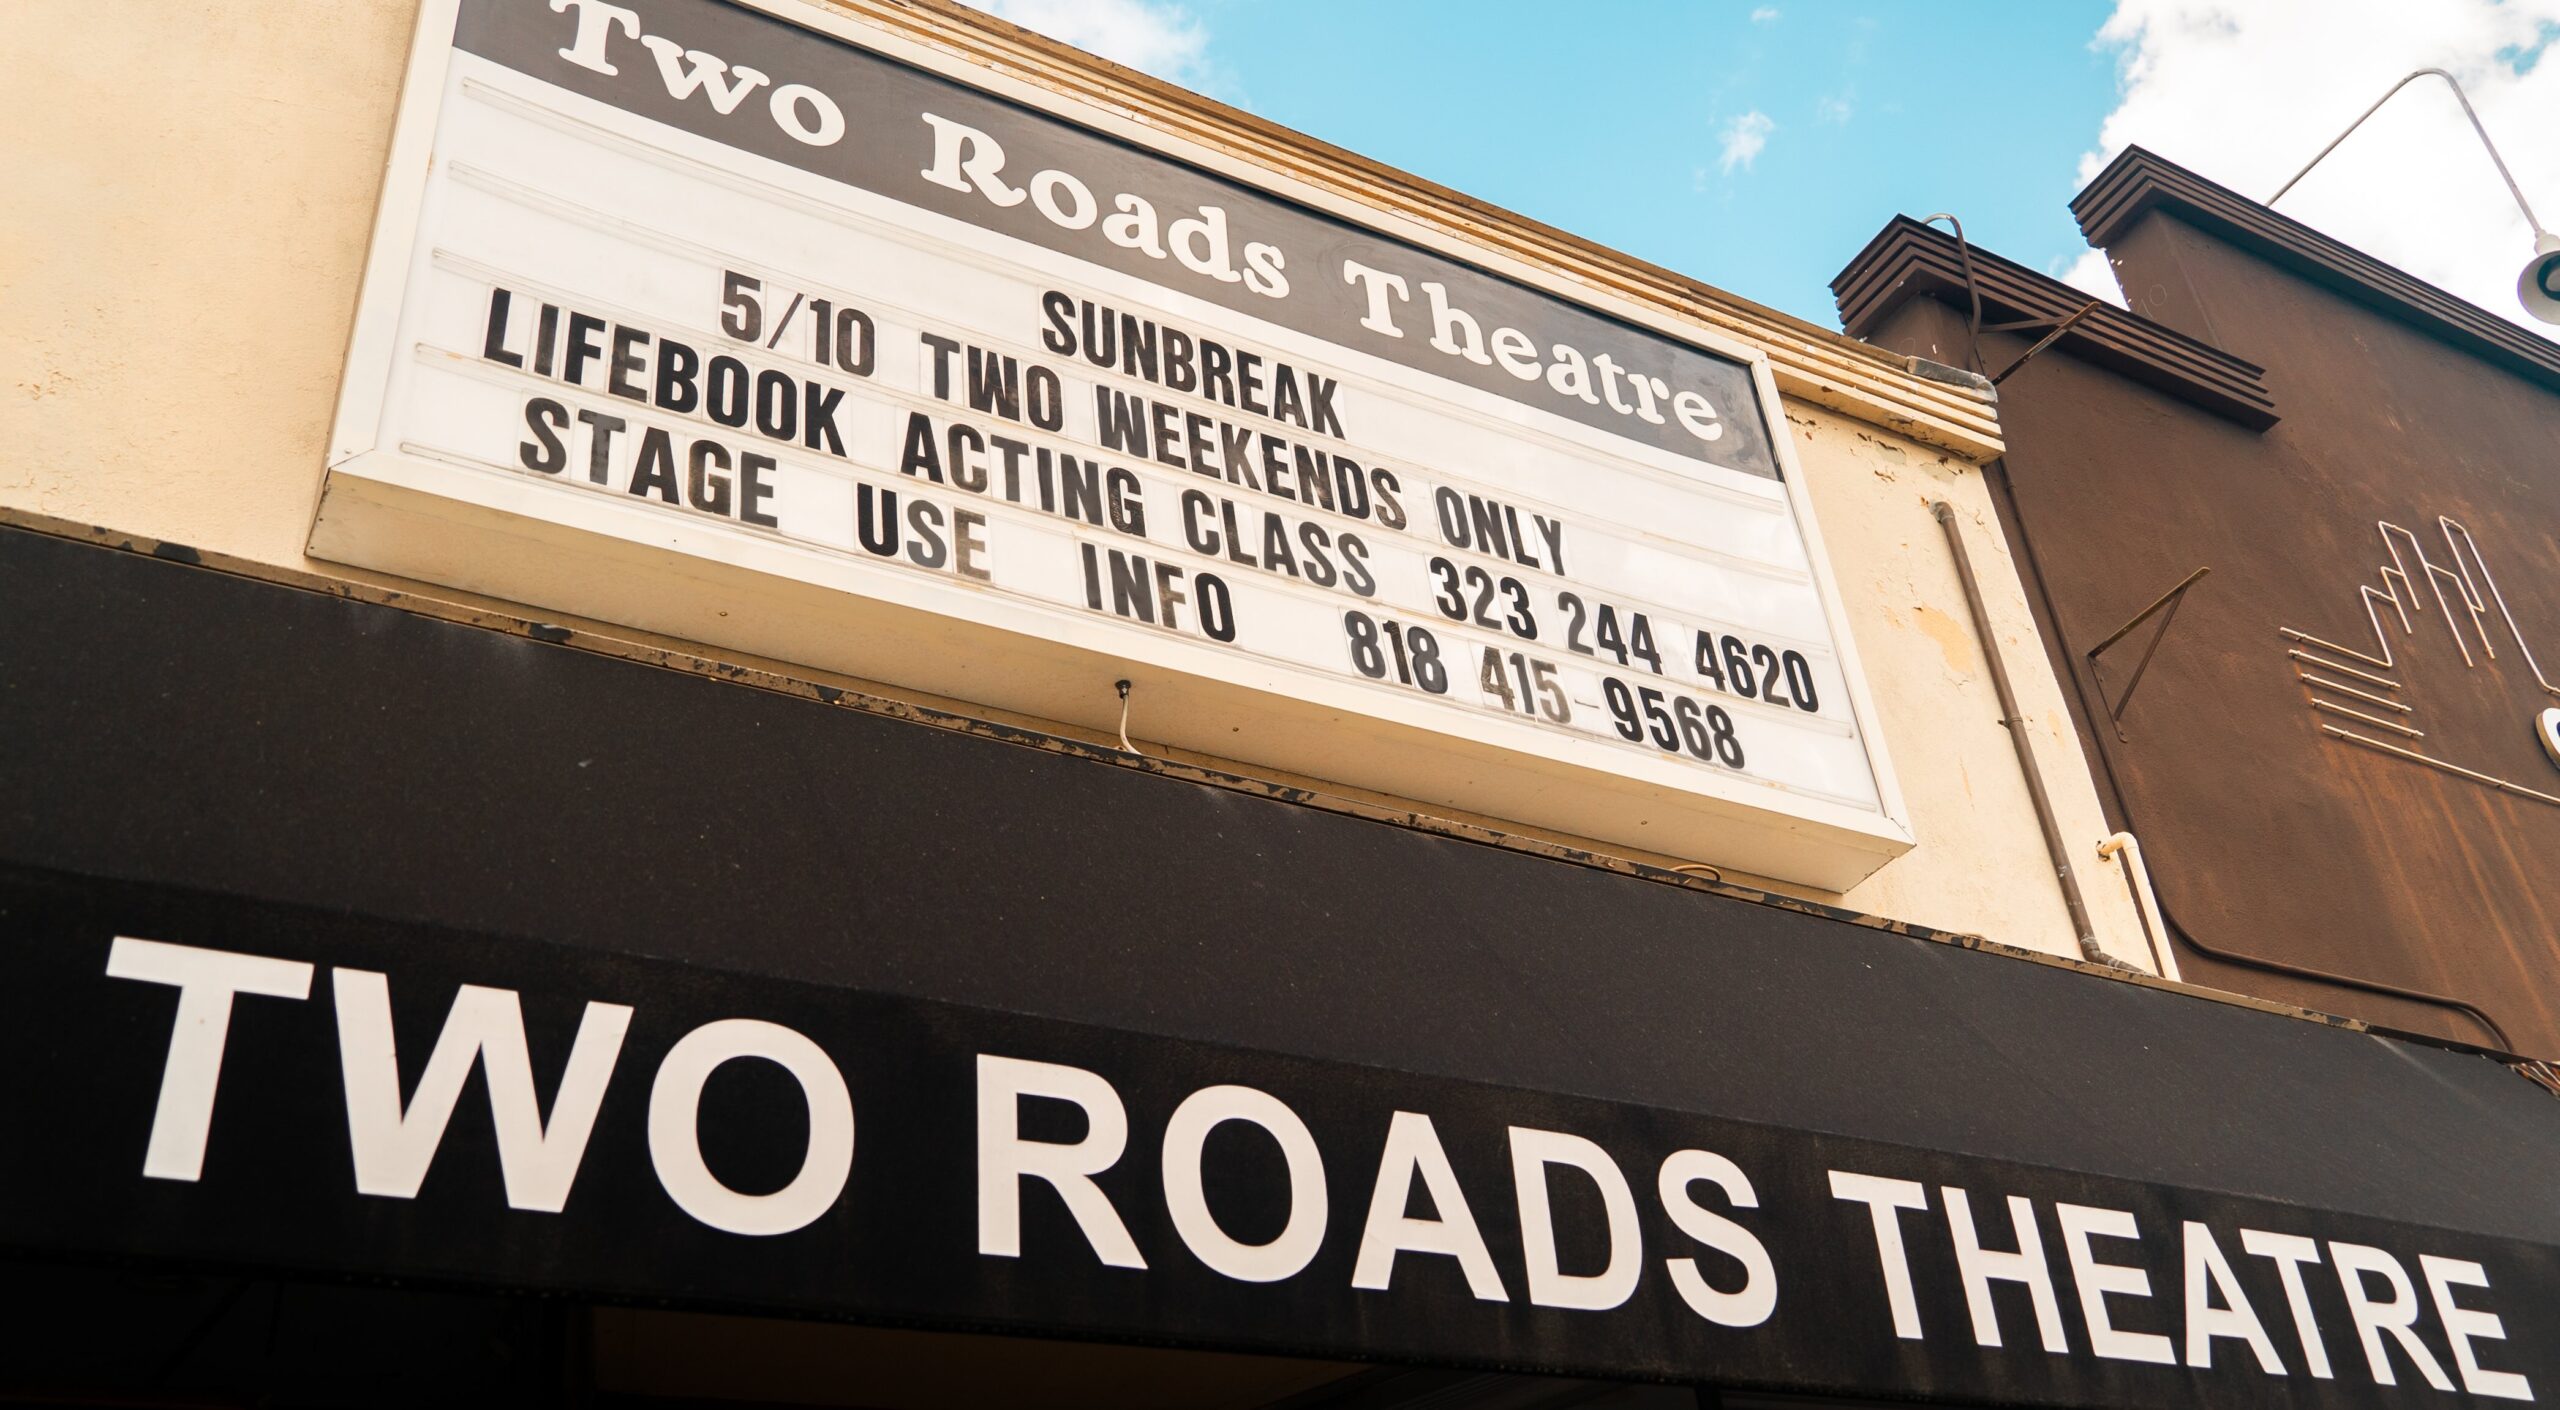 Two Roads Theatre
SUNBREAK
5/10 TWO WEEKENDS ONLY
LIFEBOOK ACTING CLASS 323 244 4620
STAGE USE INFO 818 415-9568
TWO ROADS THEATRE